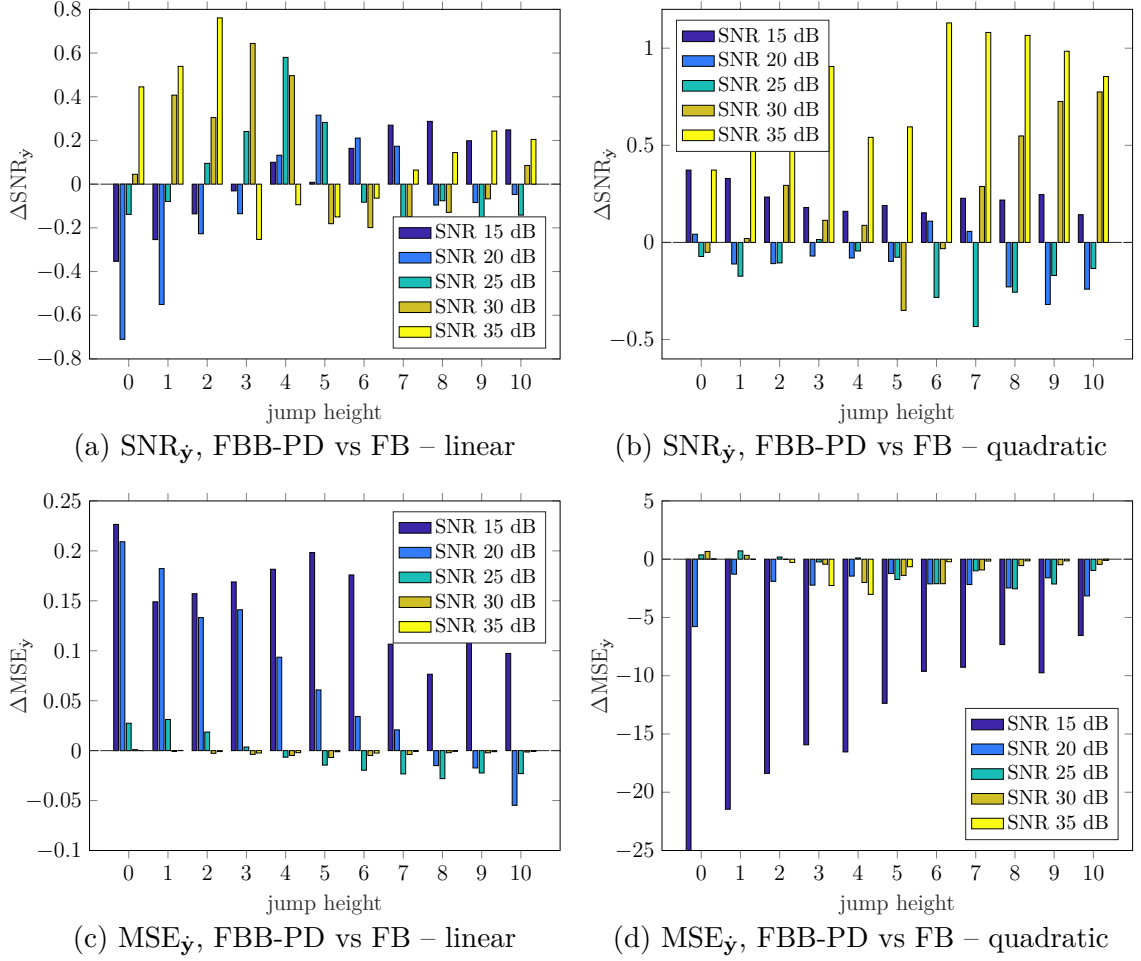 0.8
0.6
0.4
0.2
0
−0.2
−0.4
−0.6
−0.8
ΔSNRẏ
SNR 15 dB
SNR 20 dB
SNR 25 dB
SNR 30 dB
SNR 35 dB
0 1 2 3 4 5 6 7 8 9 10
jump height
(a) SNRẏ, FBB-PD vs FB – linear
1
0.5
0
−0.5
ΔSNRẏ
SNR 15 dB
SNR 20 dB
SNR 25 dB
SNR 30 dB
SNR 35 dB
0 1 2 3 4 5 6 7 8 9 10
jump height
(b) SNRẏ, FBB-PD vs FB – quadratic
0.25
0.2
0.15
0.1
0.05
0
−0.05
−0.1
ΔMSEẏ
SNR 15 dB
SNR 20 dB
SNR 25 dB
SNR 30 dB
SNR 35 dB
0 1 2 3 4 5 6 7 8 9 10
jump height
(c) MSEẏ, FBB-PD vs FB – linear
5
0
−5
−10
−15
−20
−25
ΔMSEẏ
SNR 15 dB
SNR 20 dB
SNR 25 dB
SNR 30 dB
SNR 35 dB
0 1 2 3 4 5 6 7 8 9 10
jump height
(d) MSEẏ, FBB-PD vs FB – quadratic